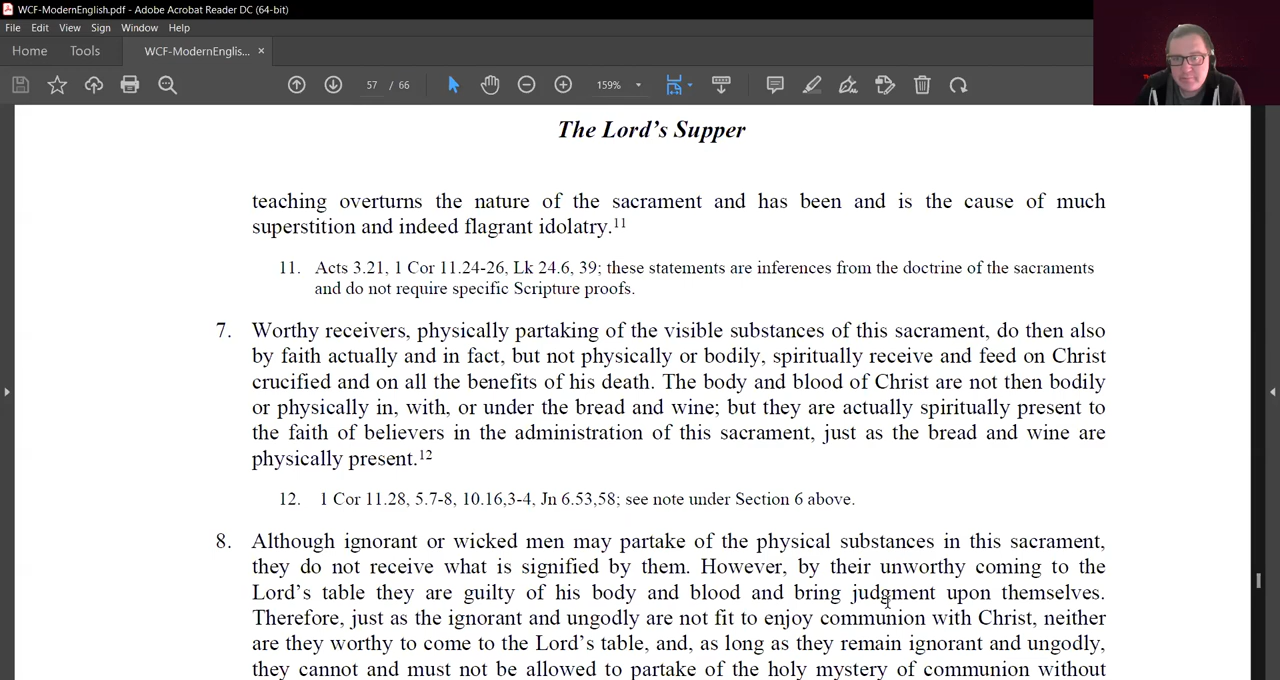 WCF-ModernEnglish.pdf - Adobe Acrobat Reader DC (64-bit)
File Edit View Sign Window Help
Home Tools WCF-ModernEnglis... ×
57 / 66 159%
The Lord's Supper
teaching overturns the nature of the sacrament and has been and is the cause of much
superstition and indeed flagrant idolatry.11
11. Acts 3.21, 1 Cor 11.24-26, Lk 24.6, 39; these statements are inferences from the doctrine of the sacraments
and do not require specific Scripture proofs.
7. Worthy receivers, physically partaking of the visible substances of this sacrament, do then also
by faith actually and in fact, but not physically or bodily, spiritually receive and feed on Christ
crucified and on all the benefits of his death. The body and blood of Christ are not then bodily
or physically in, with, or under the bread and wine; but they are actually spiritually present to
the faith of believers in the administration of this sacrament, just as the bread and wine are
physically present.12
12. 1 Cor 11.28, 5.7-8, 10.16,3-4, Jn 6.53,58; see note under Section 6 above.
8. Although ignorant or wicked men may partake of the physical substances in this sacrament,
they do not receive what is signified by them. However, by their unworthy coming to the
Lord's table they are guilty of his body and blood and bring judgment upon themselves.
Therefore, just as the ignorant and ungodly are not fit to enjoy communion with Christ, neither
are they worthy to come to the Lord's table, and, as long as they remain ignorant and ungodly,
they cannot and must not be allowed to partake of the holy mystery of communion without